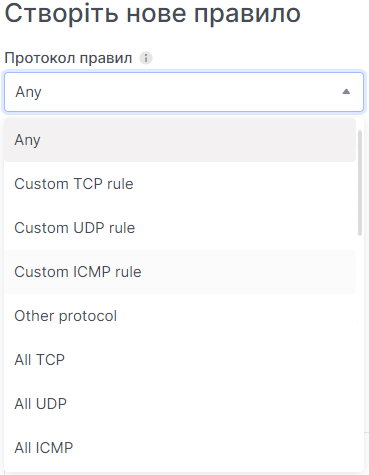 Створіть нове правило
Протокол правил
Any
Any
Custom TCP rule
Custom UDP rule
Custom ICMP rule
Other protocol
All TCP
All UDP
All ICMP